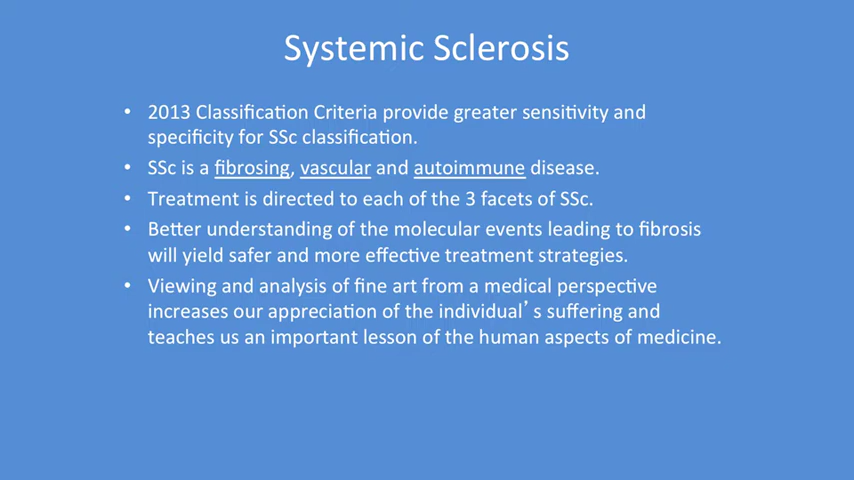 Systemic Sclerosis
• 2013 Classification Criteria provide greater sensitivity and
specificity for SSc classification.
• SSc is a fibrosing, vascular and autoimmune disease.
• Treatment is directed to each of the 3 facets of SSc.
• Better understanding of the molecular events leading to fibrosis
will yield safer and more effective treatment strategies.
• Viewing and analysis of fine art from a medical perspective
increases our appreciation of the individual’s suffering and
teaches us an important lesson of the human aspects of medicine.